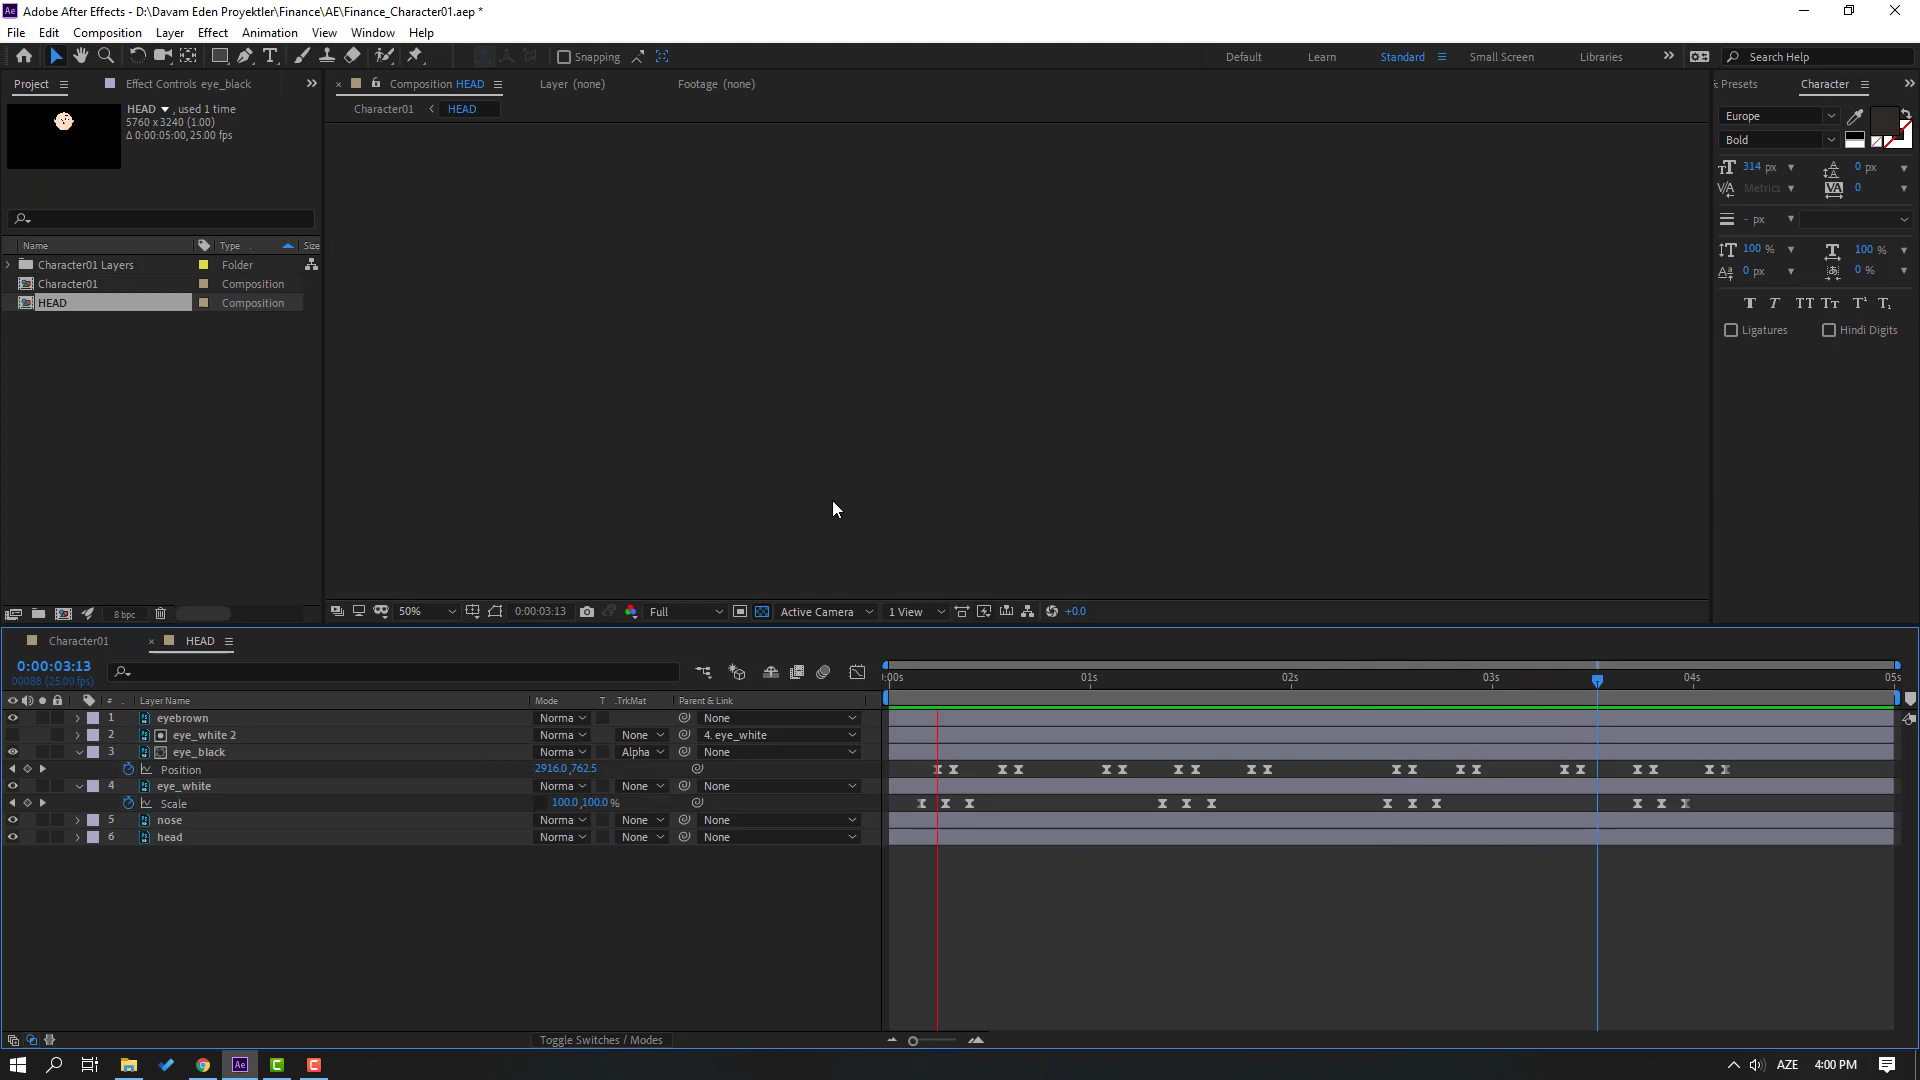 Adobe After Effects - D:\Davam Eden Proyektler\Finance\AE\Finance_Character01.aep *
File Edit Composition Layer Effect Animation View Window Help
Snapping
Default Learn Standard Small Screen Libraries
Search Help
Project Effect Controls eye_black
Composition HEAD Layer (none) Footage (none)
Presets Character
HEAD , used 1 time
5760 x 3240 (1.00)
Δ 0:00:05:00, 25.00 fps
Character01 HEAD
Europe
Bold
314 px 0 px
Metrics 0
- px
100 % 100 %
0 px 0 %
Ligatures Hindi Digits
Name Type Size
Character01 Layers Folder
Character01 Composition
HEAD Composition
8 bpc
50% 0:00:03:13 Full Active Camera 1 View +0.0
Character01 HEAD
0:00:03:13
00088 (25.00 fps)
:00s 01s 02s 03s 04s 05s
# Layer Name Mode T .TrkMat Parent & Link
1 eyebrown Norma None
2 eye_white 2 Norma None 4. eye_white
3 eye_black Norma Alpha None
Position 2916.0,762.5
4 eye_white Norma None None
Scale 100.0,100.0 %
5 nose Norma None None
6 head Norma None None
Toggle Switches / Modes
AZE 4:00 PM